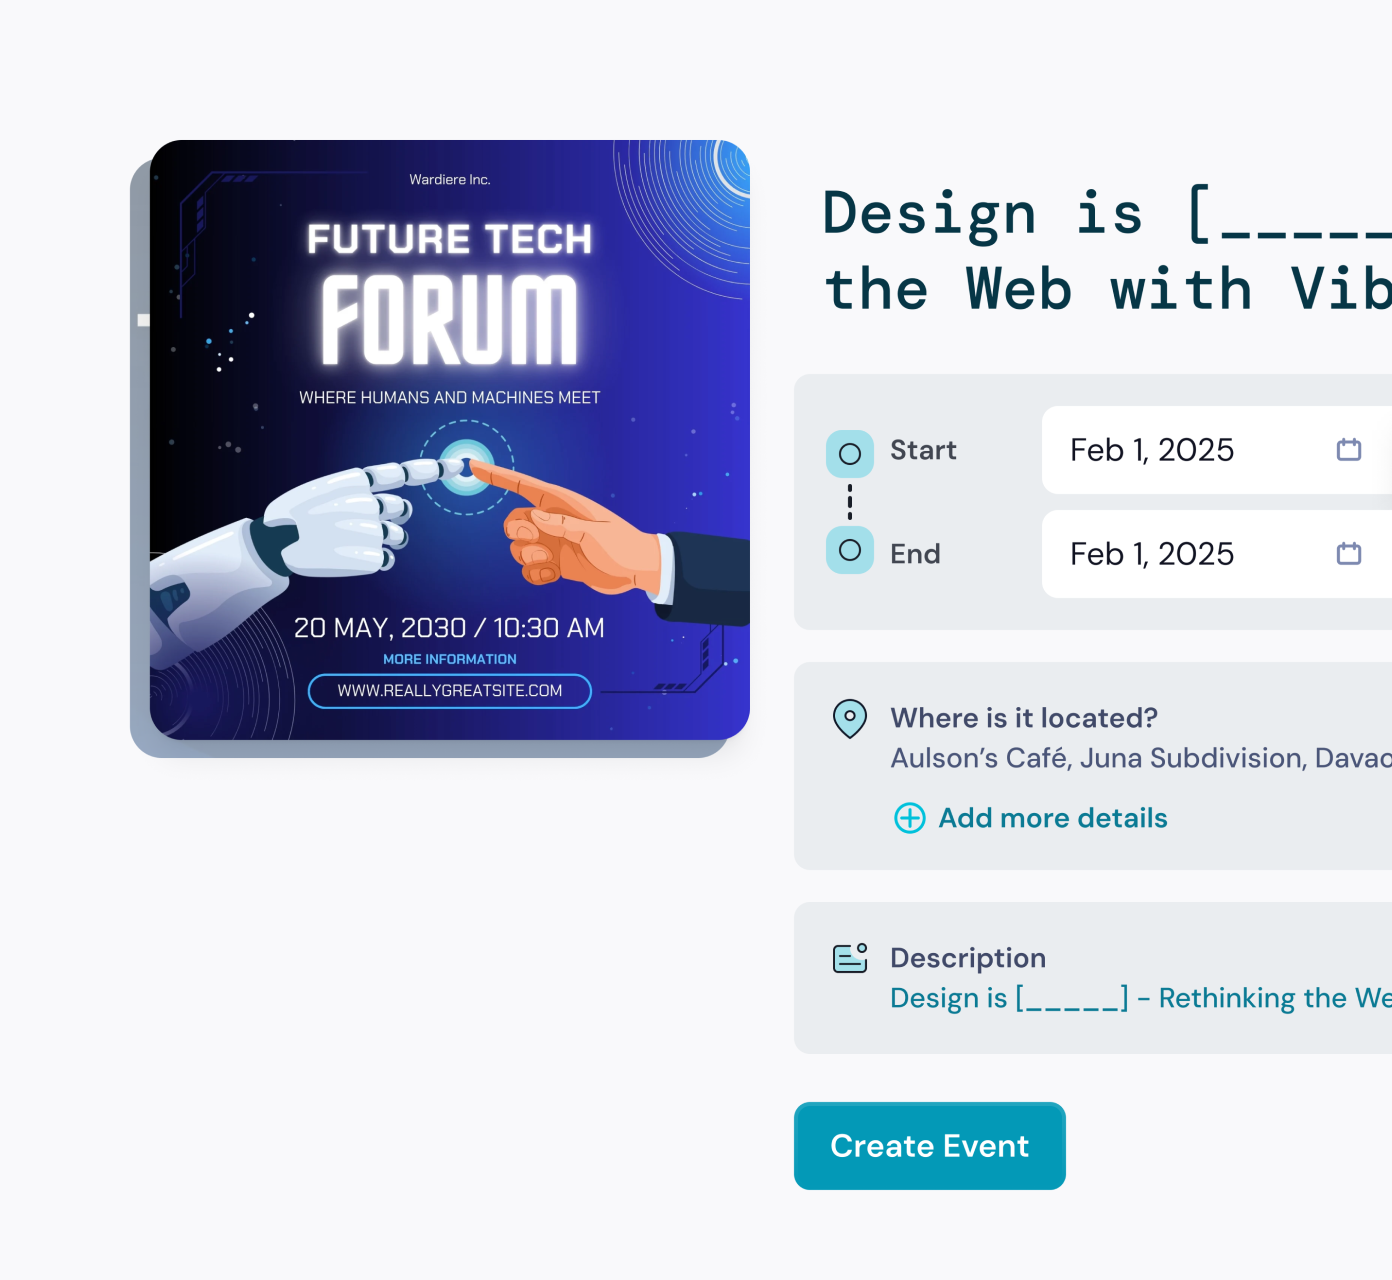 Wardiere Inc.
FUTURE TECH
FORUM
WHERE HUMANS AND MACHINES MEET
20 MAY, 2030 / 10:30 AM
MORE INFORMATION
WWW.REALLYGREATSITE.COM
Design is [_____
the Web with Vib
Start
Feb 1, 2025
End
Feb 1, 2025
Where is it located?
Aulson’s Café, Juna Subdivision, Davao
Add more details
Description
Design is [_____] - Rethinking the We
Create Event